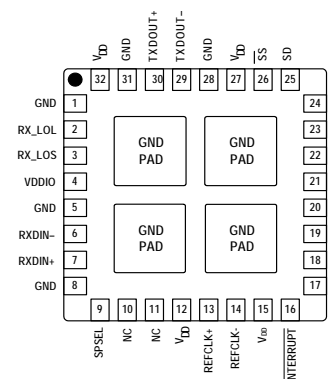 VDD
GND
TXDOUT+
TXDOUT–
GND
VDD
SS
SD
32
31
30
29
28
27
26
25
GND 1
RX_LOL 2
RX_LOS 3
VDDIO 4
GND 5
RXDIN– 6
RXDIN+ 7
GND 8
GND
PAD
GND
PAD
GND
PAD
GND
PAD
24
23
22
21
20
19
18
17
9
10
11
12
13
14
15
16
SPSEL
NC
NC
VDD
REFCLK+
REFCLK-
VDD
INTERRUPT